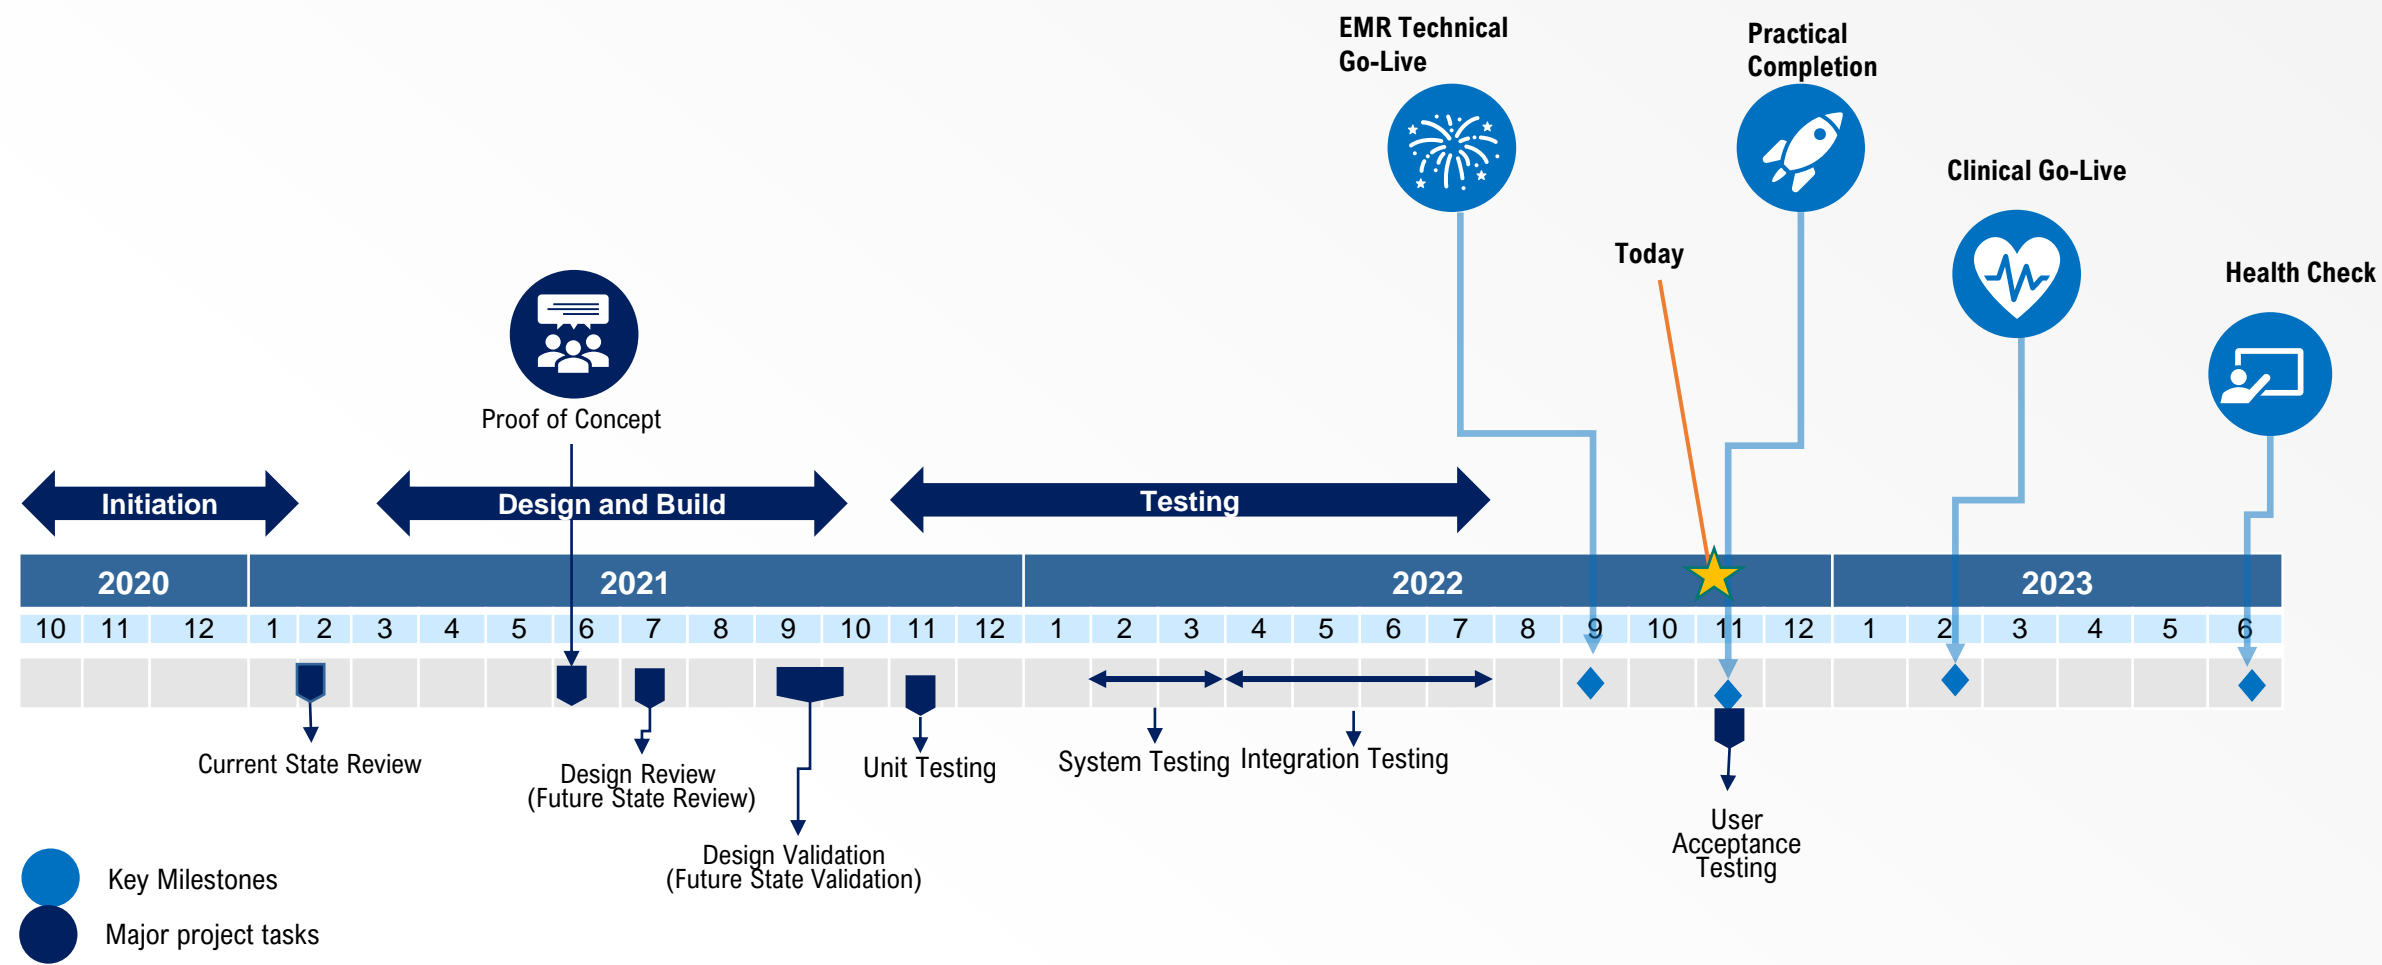 EMR Technical
Go-Live
Practical
Completion
Clinical Go-Live
Today
Health Check
Proof of Concept
Initiation
Design and Build
Testing
2020 2021 2022 2023
10 11 12 1 2 3 4 5 6 7 8 9 10 11 12 1 2 3 4 5 6 7 8 9 10 11 12 1 2 3 4 5 6
Current State Review
Design Review
(Future State Review)
Design Validation
(Future State Validation)
Unit Testing
System Testing
Integration Testing
User
Acceptance
Testing
Key Milestones
Major project tasks